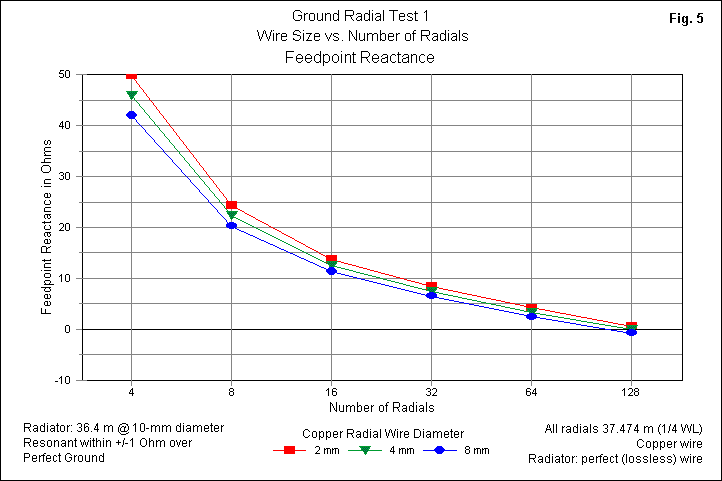 Ground Radial Test 1
Fig. 5
Wire Size vs. Number of Radials
Feedpoint Reactance
Feedpoint Reactance in Ohms
50
40
30
20
10
0
-10
4 8 16 32 64 128
Number of Radials
Radiator: 36.4 m @ 10-mm diameter
Resonant within +/-1 Ohm over
Perfect Ground
Copper Radial Wire Diameter
2 mm 4 mm 8 mm
All radials 37.474 m (1/4 WL)
Copper wire
Radiator: perfect (lossless) wire